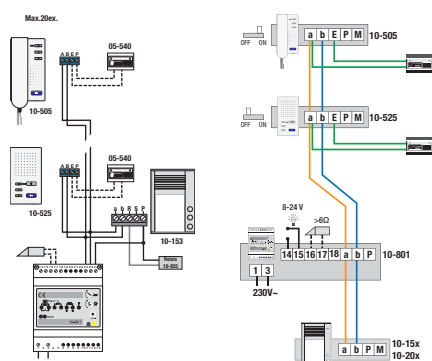 Max.20ex.
05-540
A B E P
10-505
05-540
A B E P
10-525
a b R S P
10-153
Relais
10-801
OFF ON
a b E P M
10-505
OFF ON
a b E P M
10-525
8-24 V
>6Ω
14 15 16 17 18 a b P
10-801
1 3
230V~
a b P M
10-15x
10-20x